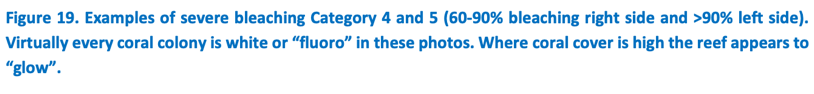 Figure 19. Examples of severe bleaching Category 4 and 5 (60-90% bleaching right side and >90% left side).
Virtually every coral colony is white or “fluoro” in these photos. Where coral cover is high the reef appears to
“glow”.